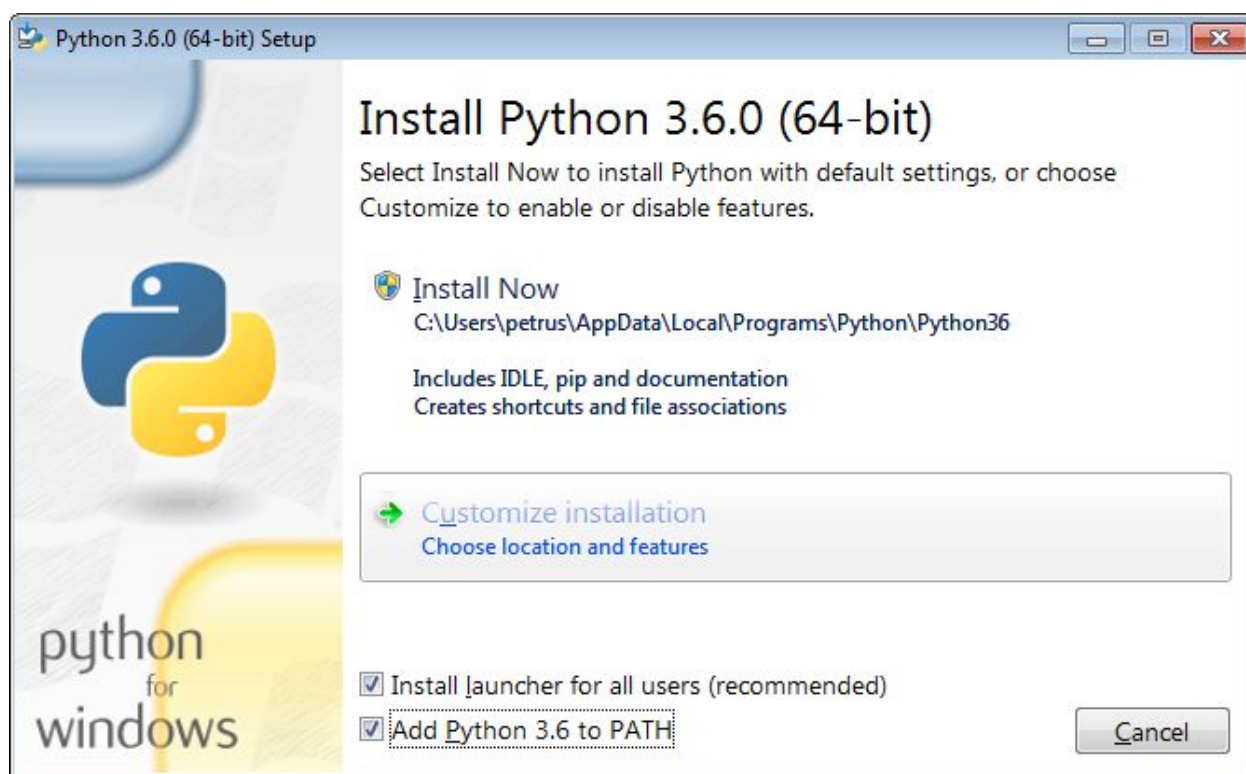 Python 3.6.0 (64-bit) Setup
Install Python 3.6.0 (64-bit)
Select Install Now to install Python with default settings, or choose
Customize to enable or disable features.
Install Now
C:\Users\petrus\AppData\Local\Programs\Python\Python36
Includes IDLE, pip and documentation
Creates shortcuts and file associations
Customize installation
Choose location and features
python
for
windows
Install launcher for all users (recommended)
Add Python 3.6 to PATH
Cancel